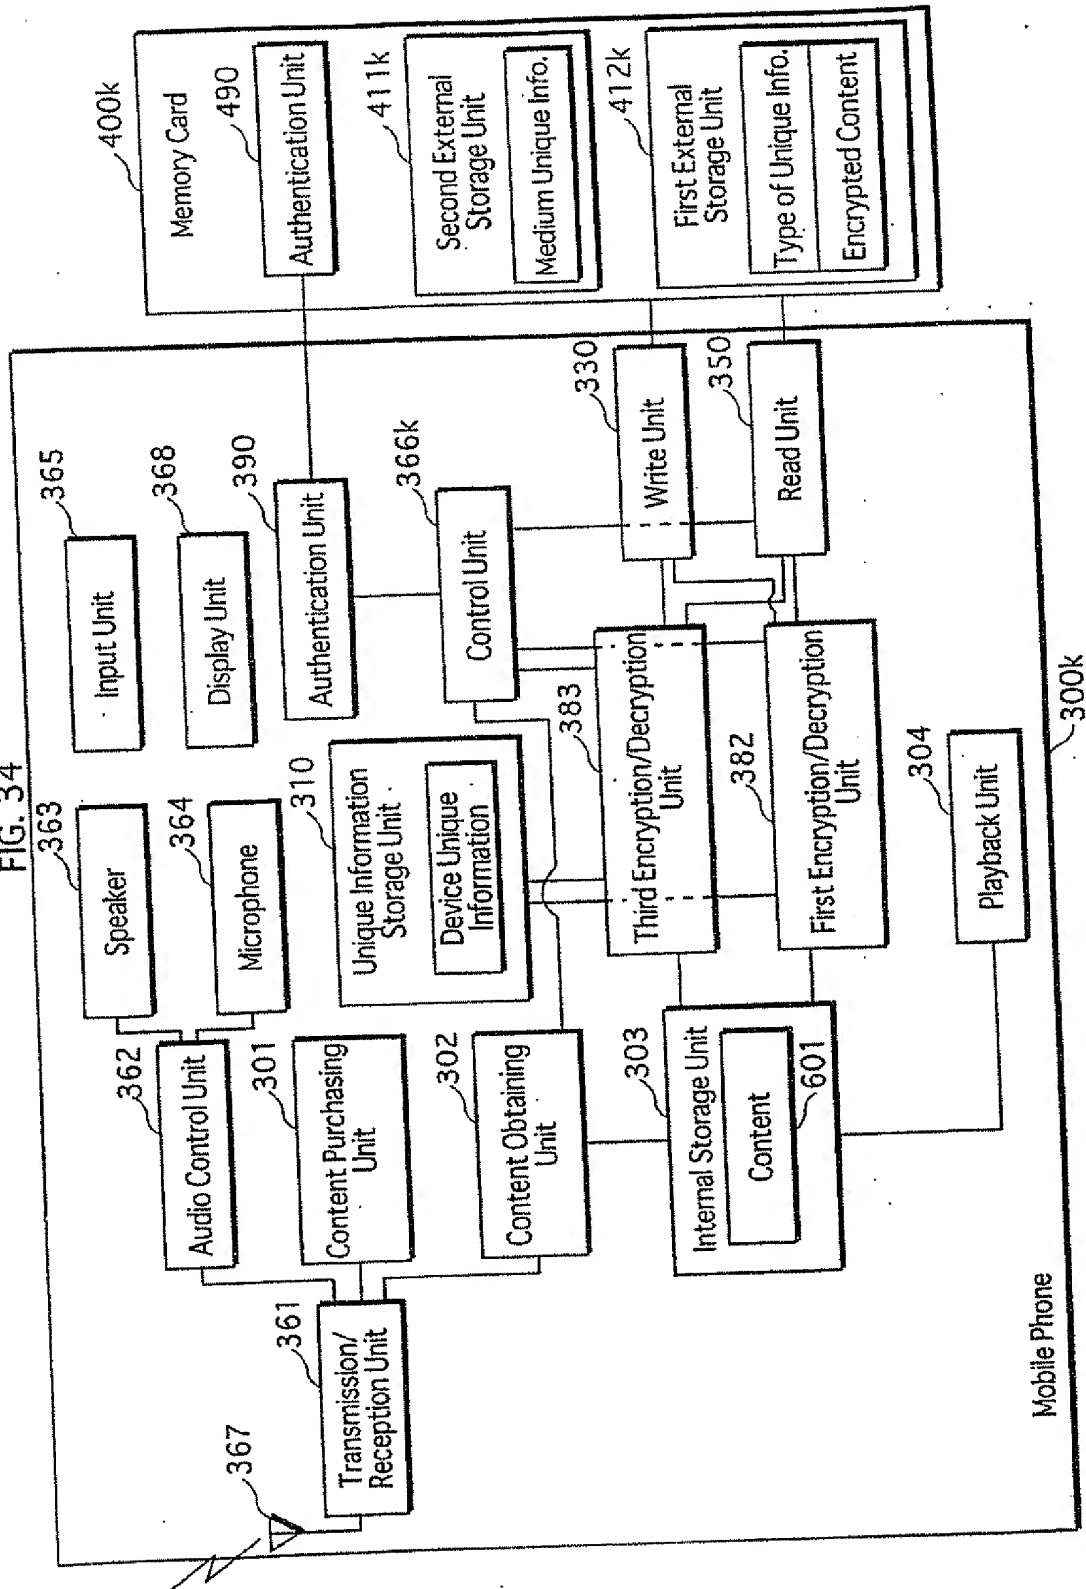 FIG. 34
367
361
Transmission/
Reception Unit
362
Audio Control Unit
363
Speaker
364
Microphone
365
Input Unit
368
Display Unit
301
Content Purchasing
Unit
302
Content Obtaining
Unit
310
Unique Information
Storage Unit
Device Unique
Information
390
Authentication Unit
366k
Control Unit
303
Internal Storage Unit
Content
601
383
Third Encryption/Decryption
Unit
382
First Encryption/Decryption
Unit
330
Write Unit
350
Read Unit
304
Playback Unit
Mobile Phone
300k
400k
Memory Card
490
Authentication Unit
411k
Second External
Storage Unit
Medium Unique Info.
412k
First External
Storage Unit
Type of Unique Info.
Encrypted Content